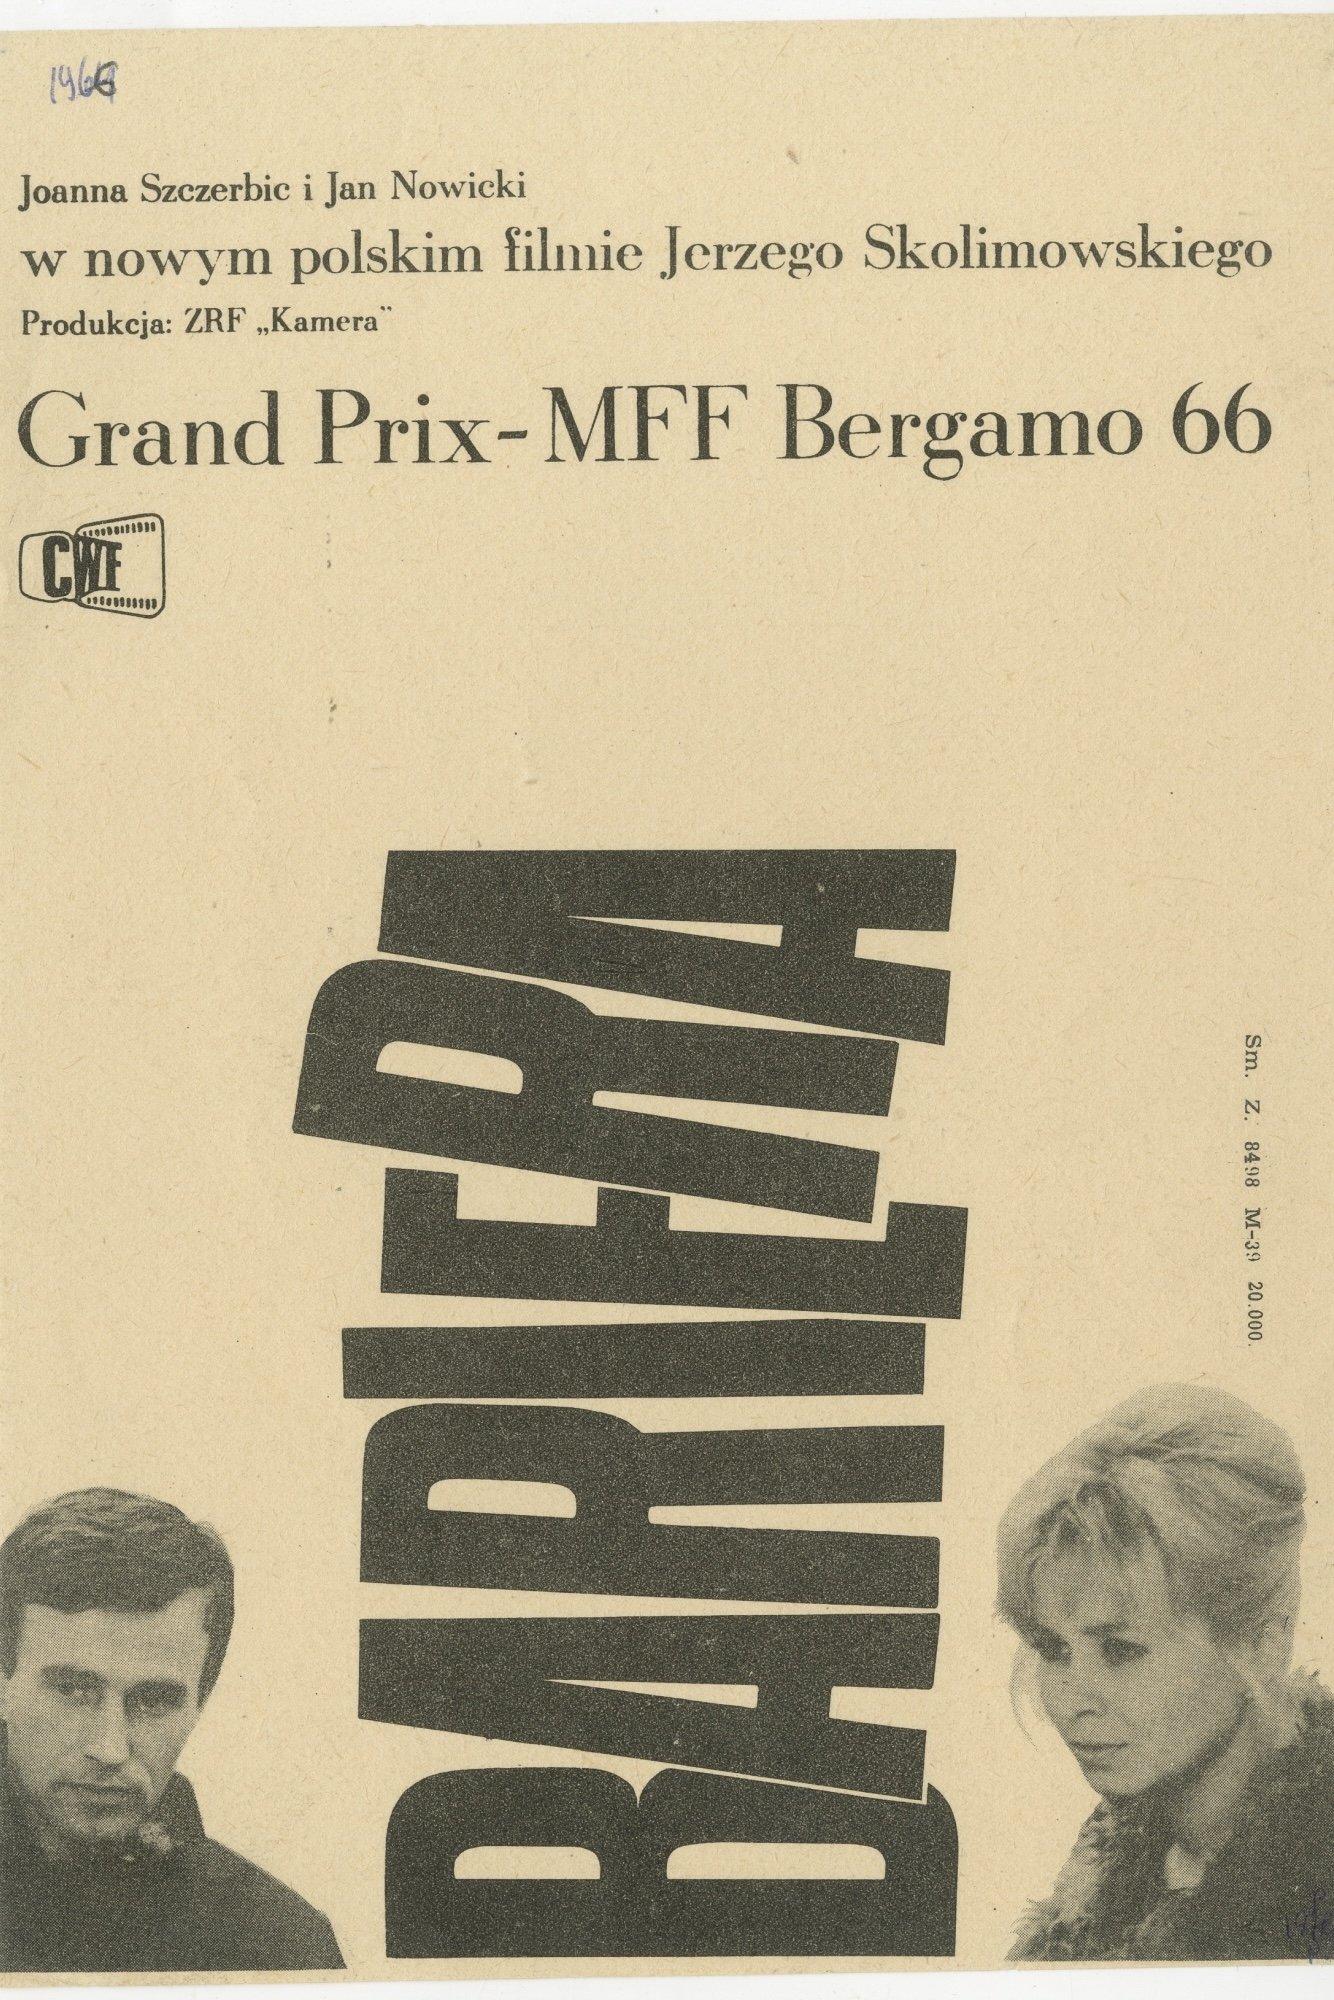 1966
Joanna Szczerbic i Jan Nowicki
w nowym polskim filmie Jerzego Skolimowskiego
Produkcja: ZRF „Kamera”
Grand Prix-MFF Bergamo 66
CWF
BARIERA
Sm. Z. 8498 M-39 20.000.